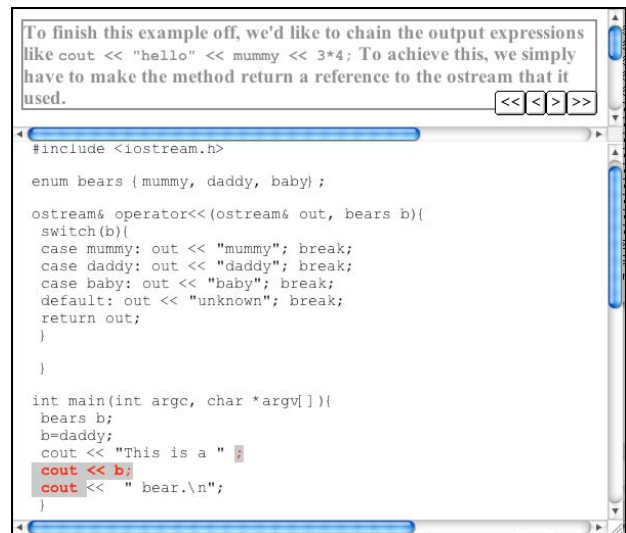 To finish this example off, we'd like to chain the output expressions
like cout << "hello" << mummy << 3*4; To achieve this, we simply
have to make the method return a reference to the ostream that it
used.
<< < > >>
#include <iostream.h>
enum bears {mummy, daddy, baby};
ostream& operator<<(ostream& out, bears b){
switch(b){
case mummy: out << "mummy"; break;
case daddy: out << "daddy"; break;
case baby: out << "baby"; break;
default: out << "unknown"; break;
return out;
}
}
int main(int argc, char *argv[]){
bears b;
b=daddy;
cout << "This is a " ;
cout << b;
cout << " bear.\n";
}